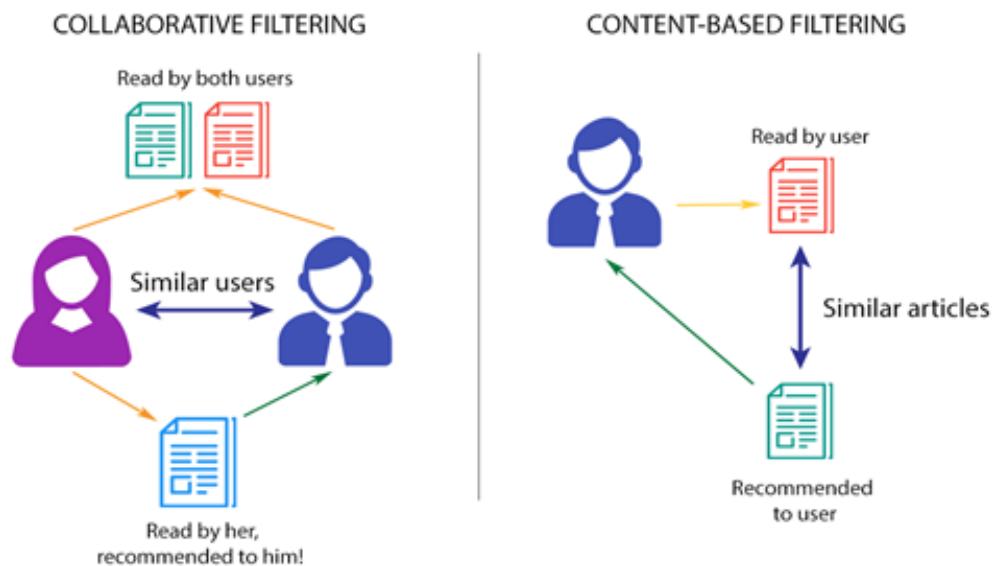 COLLABORATIVE FILTERING
Read by both users
Similar users
Read by her,
recommended to him!
CONTENT-BASED FILTERING
Read by user
Similar articles
Recommended
to user